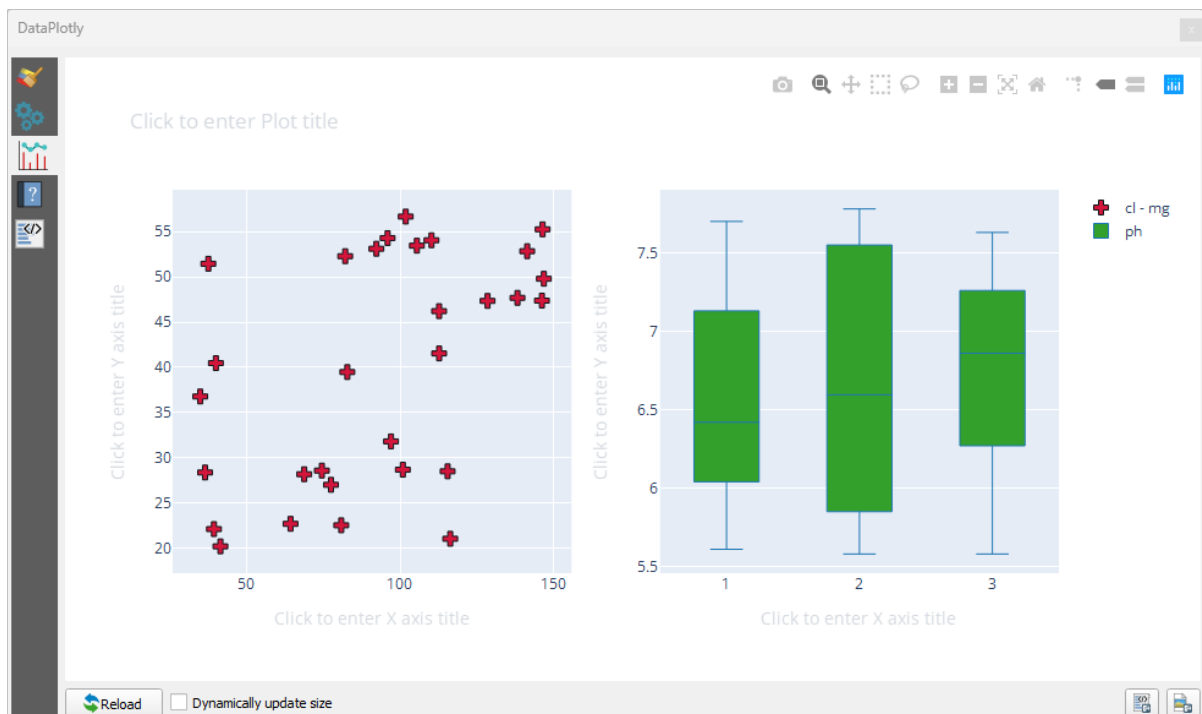 DataPlotly
x
Click to enter Plot title
?
</>
55
50
45
40
35
30
25
20
Click to enter Y axis title
50
100
150
Click to enter X axis title
7.5
7
6.5
6
5.5
Click to enter Y axis title
1
2
3
Click to enter X axis title
cl - mg
ph
Reload
Dynamically update size